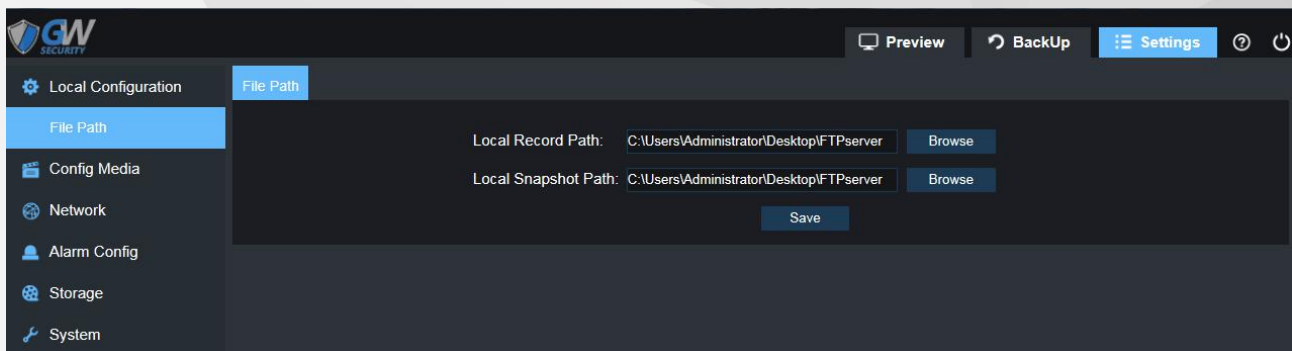 GW
SECURITY
Preview
BackUp
Settings
Local Configuration
File Path
File Path
Local Record Path: C:\Users\Administrator\Desktop\FTPserver Browse
Config Media
Local Snapshot Path: C:\Users\Administrator\Desktop\FTPserver Browse
Network
Save
Alarm Config
Storage
System